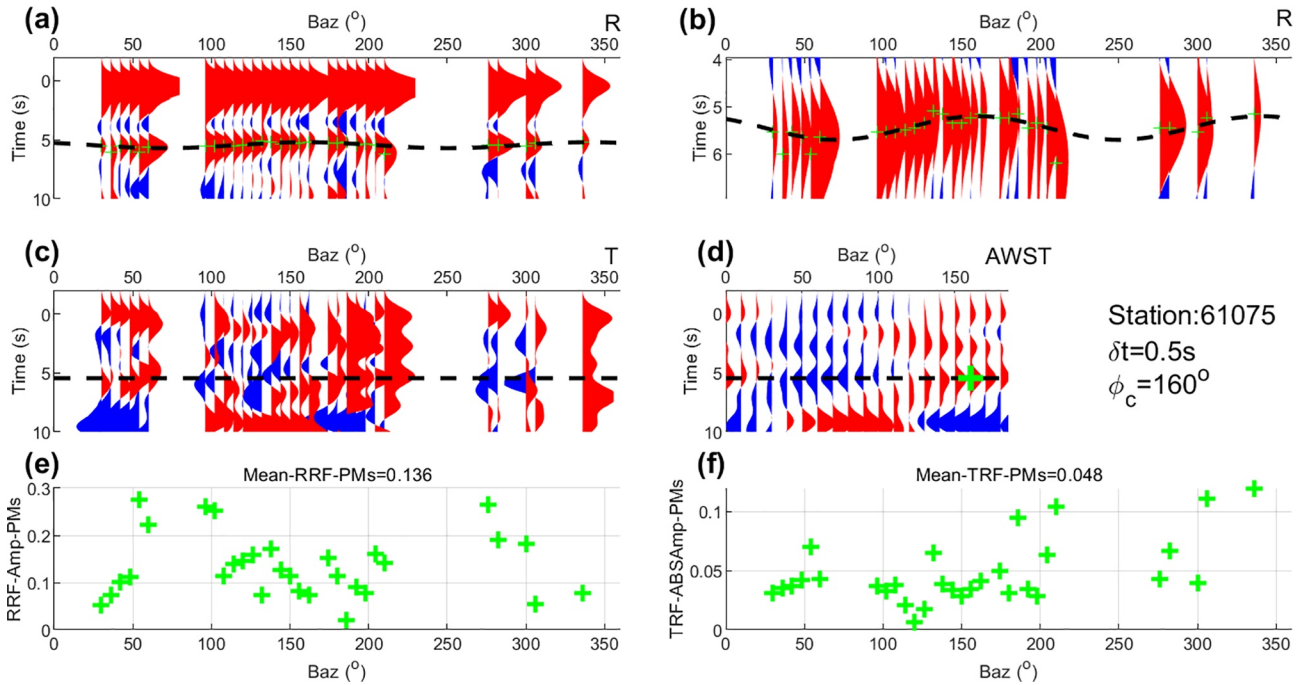 (a)
Baz (o)
R
0 50 100 150 200 250 300 350
Time (s)
0
5
10
(b)
Baz (o)
R
0 50 100 150 200 250 300 350
Time (s)
4
5
6
7
(c)
Baz (o)
T
0 50 100 150 200 250 300 350
Time (s)
0
5
10
(d)
Baz (o)
AWST
0 50 100 150
Time (s)
0
5
10
Station:61075
δt=0.5s
ϕc=160o
(e)
Mean-RRF-PMs=0.136
RRF-Amp-PMs
0.3
0.2
0.1
0
0 50 100 150 200 250 300 350
Baz (o)
(f)
Mean-TRF-PMs=0.048
TRF-ABSAmp-PMs
0.1
0.05
0
0 50 100 150 200 250 300 350
Baz (o)